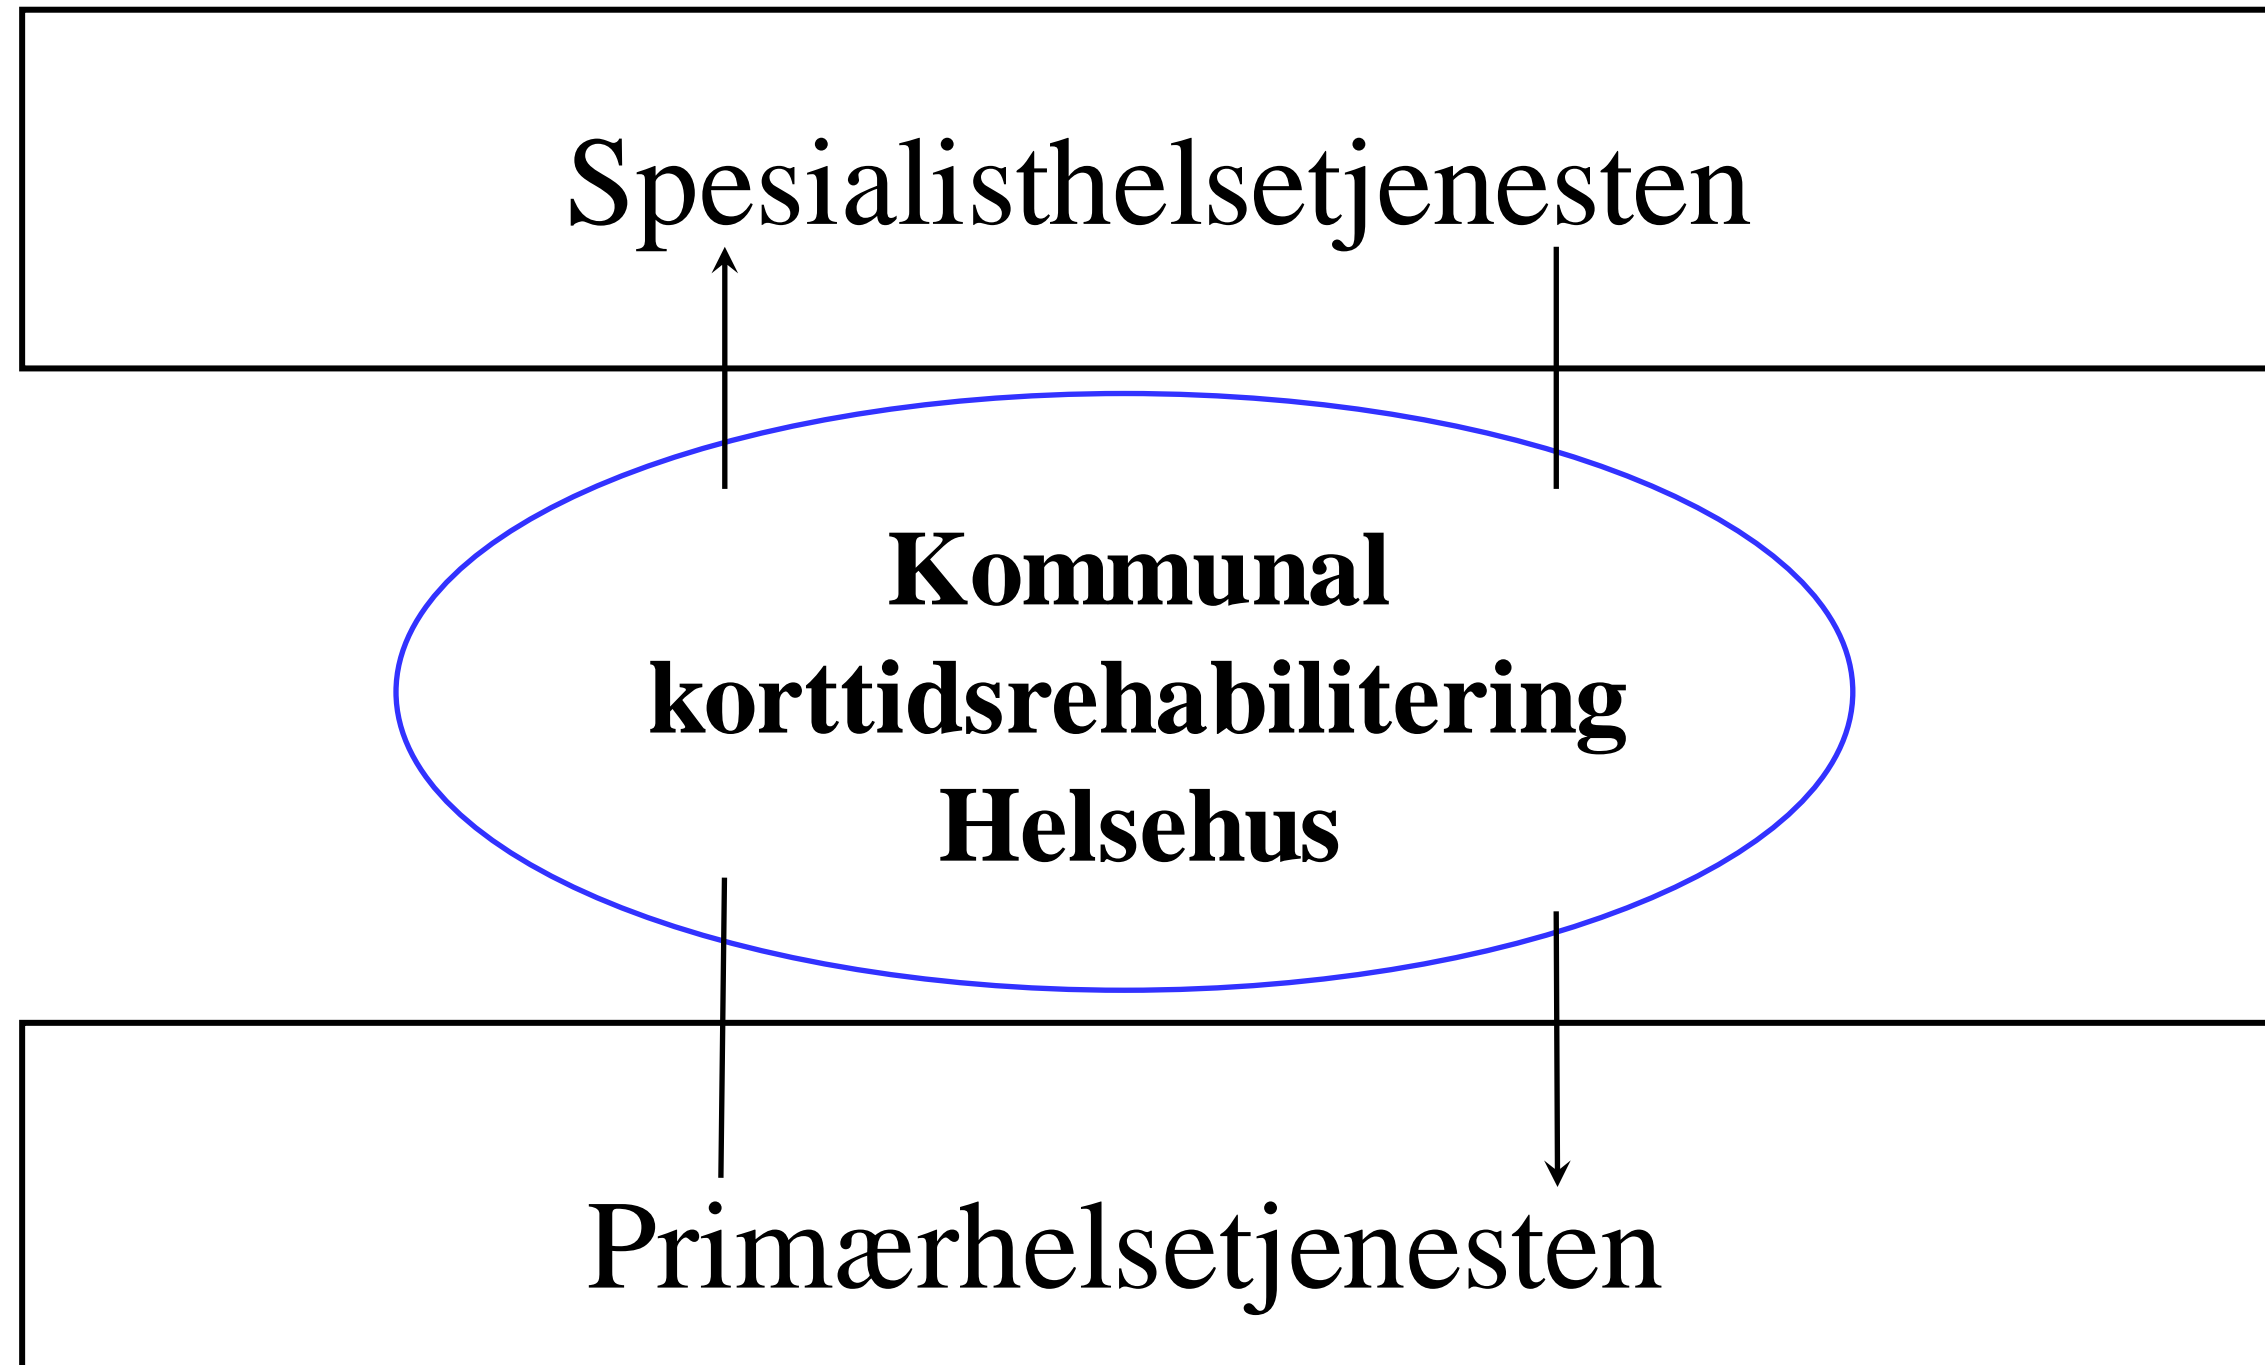 Spesialisthelsetjenesten
Kommunal
korttidsrehabilitering
Helsehus
Primærhelsetjenesten